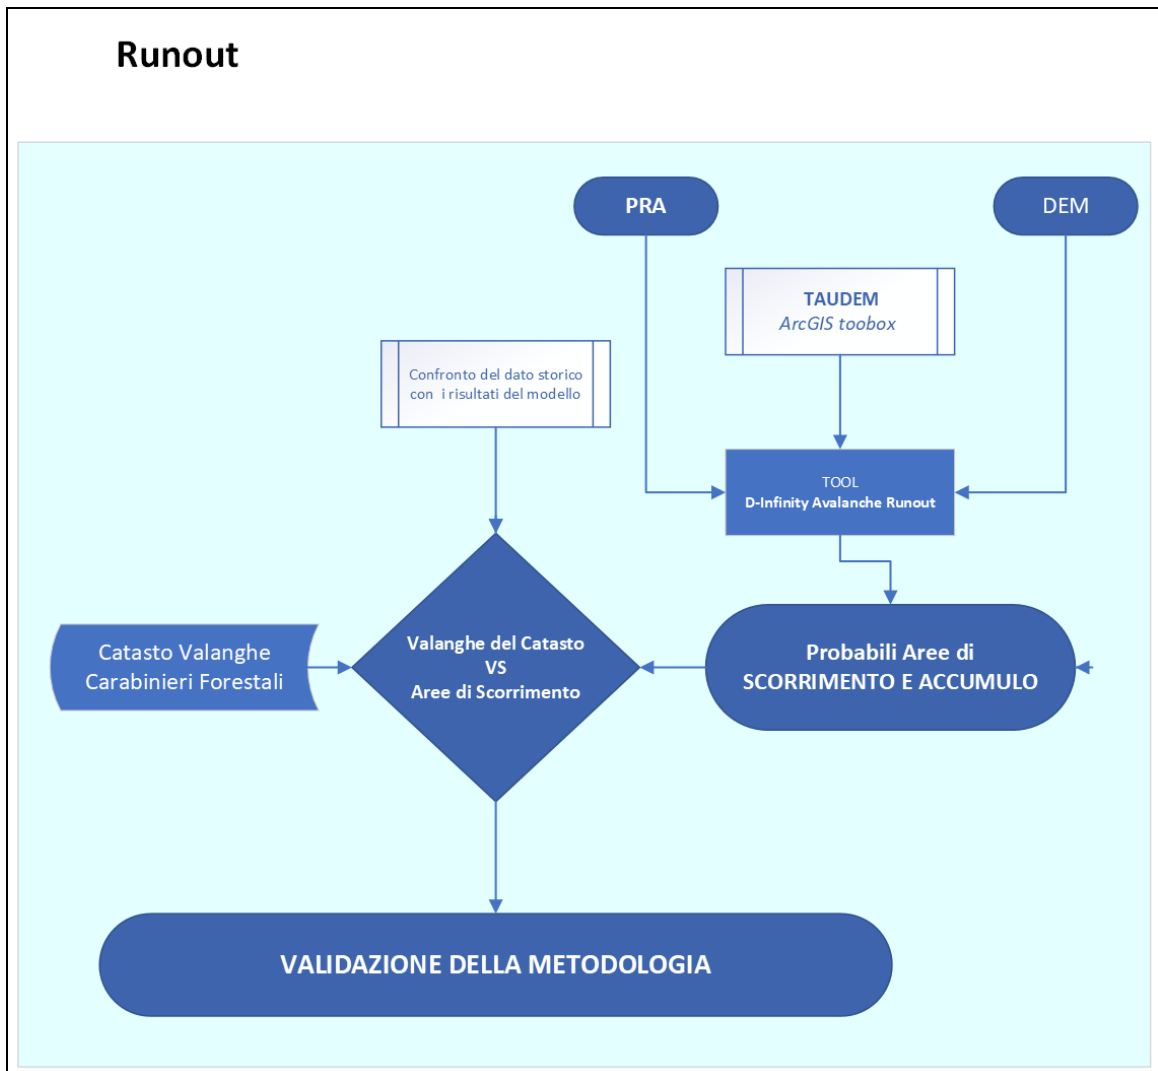 Runout
PRA
DEM
TAUDEM
ArcGIS toobox
Confronto del dato storico
con i risultati del modello
TOOL
D-Infinity Avalanche Runout
Catasto Valanghe
Carabinieri Forestali
Valanghe del Catasto
VS
Aree di Scorrimento
Probabili Aree di
SCORRIMENTO E ACCUMULO
VALIDAZIONE DELLA METODOLOGIA